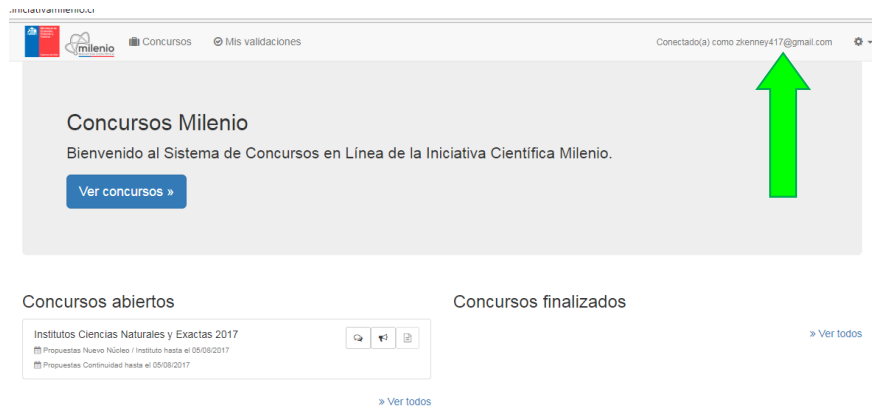 .iniciativamilenio.cl
milenio
Concursos
Mis validaciones
Conectado(a) como zkenney417@gmail.com
Concursos Milenio
Bienvenido al Sistema de Concursos en Línea de la Iniciativa Científica Milenio.
Ver concursos »
Concursos abiertos
Concursos finalizados
Institutos Ciencias Naturales y Exactas 2017
Propuestas Nuevo Núcleo / Instituto hasta el 05/08/2017
Propuestas Continuidad hasta el 05/08/2017
» Ver todos
» Ver todos